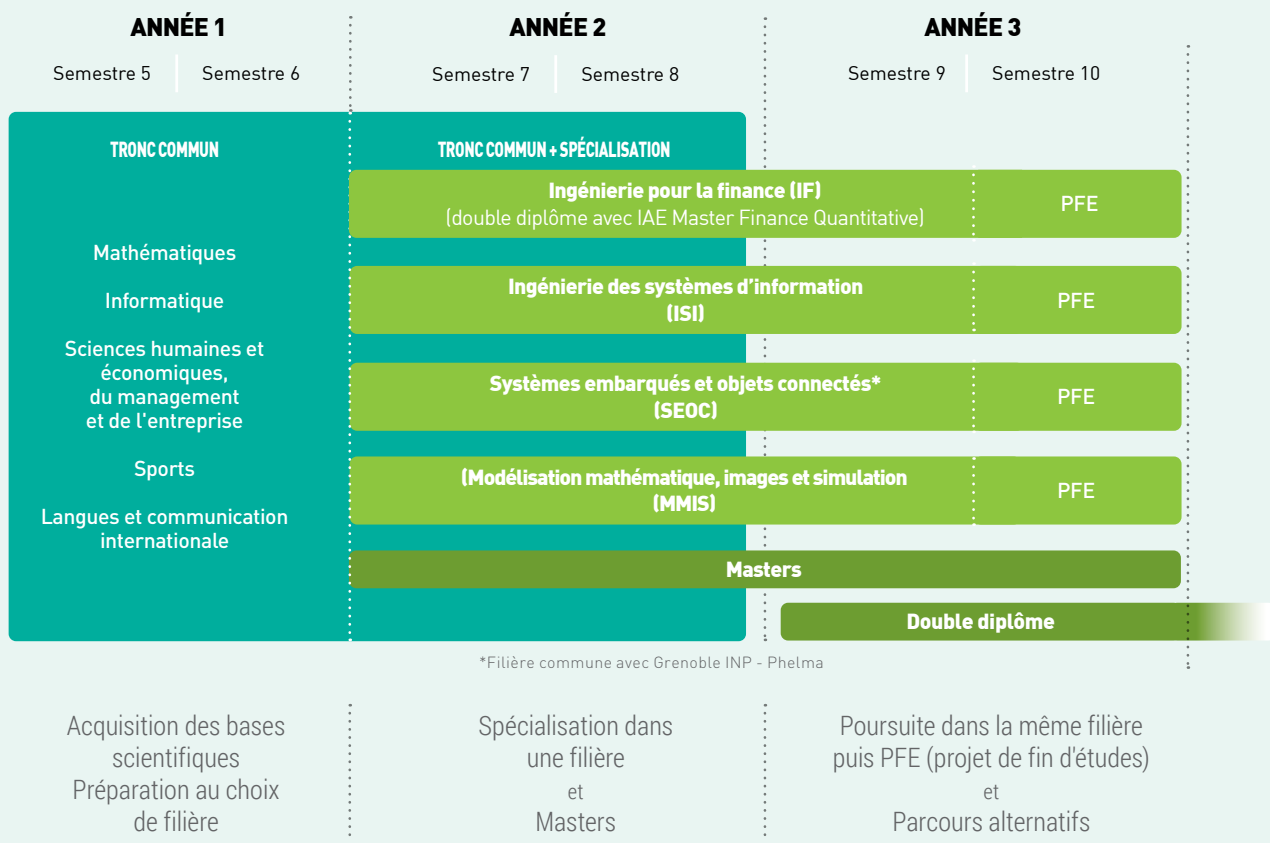 ANNÉE 1
ANNÉE 2
ANNÉE 3
Semestre 5
Semestre 6
Semestre 7
Semestre 8
Semestre 9
Semestre 10
TRONC COMMUN
Mathématiques
Informatique
Sciences humaines et
économiques,
du management
et de l'entreprise
Sports
Langues et communication
internationale
TRONC COMMUN + SPÉCIALISATION
Ingénierie pour la finance (IF)
(double diplôme avec IAE Master Finance Quantitative)
PFE
Ingénierie des systèmes d’information
(ISI)
PFE
Systèmes embarqués et objets connectés*
(SEOC)
PFE
(Modélisation mathématique, images et simulation
(MMIS)
PFE
Masters
Double diplôme
*Filière commune avec Grenoble INP - Phelma
Acquisition des bases
scientifiques
Préparation au choix
de filière
Spécialisation dans
une filière
et
Masters
Poursuite dans la même filière
puis PFE (projet de fin d'études)
et
Parcours alternatifs